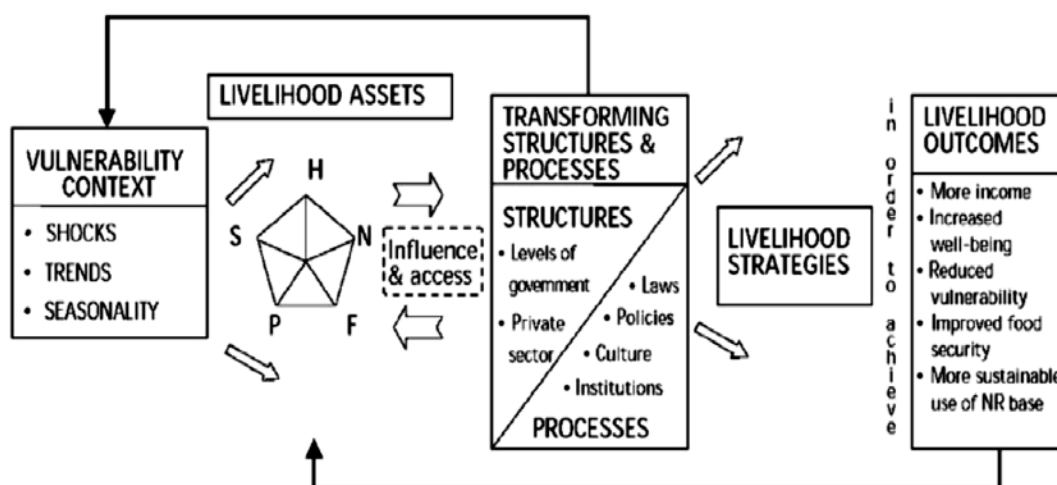 LIVELIHOOD ASSETS
VULNERABILITY
CONTEXT
• SHOCKS
• TRENDS
• SEASONALITY
H
S
N
P
F
Influence
& access
TRANSFORMING
STRUCTURES &
PROCESSES
STRUCTURES
• Levels of
government
• Private
sector
• Laws
• Policies
• Culture
• Institutions
PROCESSES
LIVELIHOOD
STRATEGIES
in order to achieve
LIVELIHOOD
OUTCOMES
• More income
• Increased
well-being
• Reduced
vulnerability
• Improved food
security
• More sustainable
use of NR base